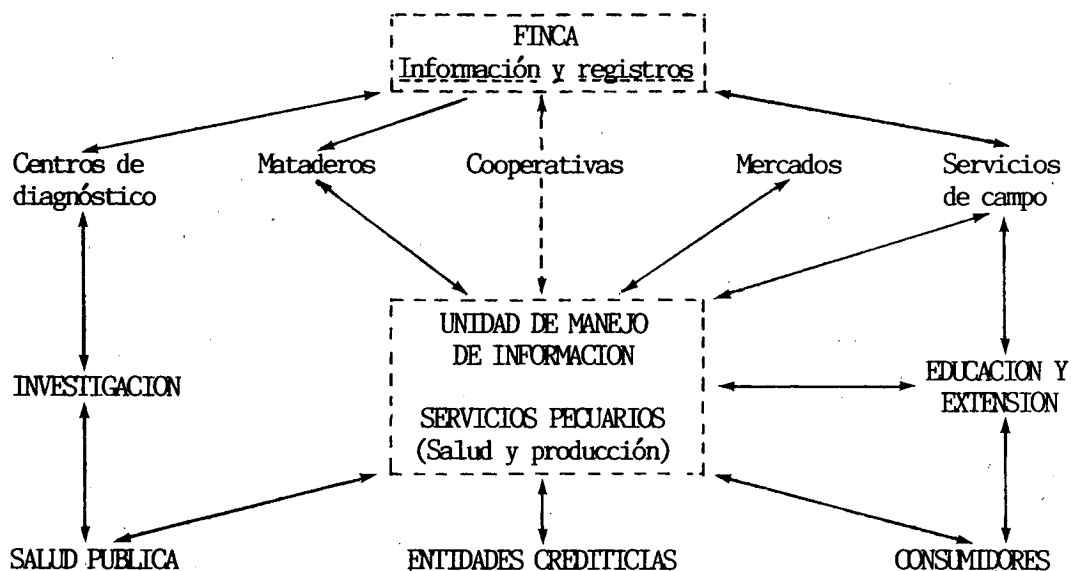 FINCA
Información y registros
Centros de
diagnóstico
Mataderos
Cooperativas
Mercados
Servicios
de campo
UNIDAD DE MANEJO
DE INFORMACION
SERVICIOS PECUARIOS
(Salud y producción)
INVESTIGACION
EDUCACION Y
EXTENSION
SALUD PUBLICA
ENTIDADES CREDITICIAS
CONSUMIDORES